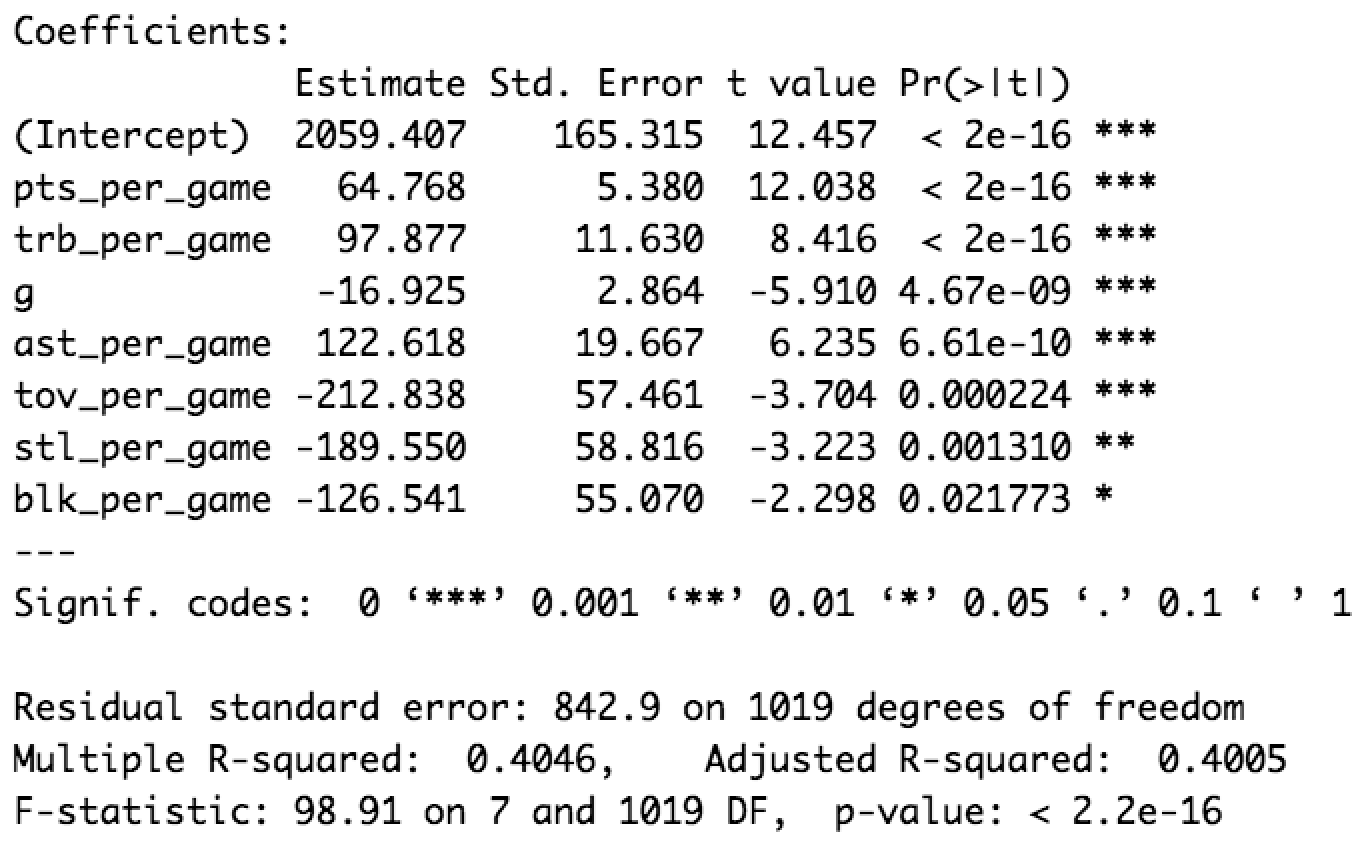 Coefficients:
Estimate Std. Error t value Pr(>|t|)
(Intercept) 2059.407 165.315 12.457 < 2e-16 ***
pts_per_game 64.768 5.380 12.038 < 2e-16 ***
trb_per_game 97.877 11.630 8.416 < 2e-16 ***
g -16.925 2.864 -5.910 4.67e-09 ***
ast_per_game 122.618 19.667 6.235 6.61e-10 ***
tov_per_game -212.838 57.461 -3.704 0.000224 ***
stl_per_game -189.550 58.816 -3.223 0.001310 **
blk_per_game -126.541 55.070 -2.298 0.021773 *
---
Signif. codes: 0 ‘***’ 0.001 ‘**’ 0.01 ‘*’ 0.05 ‘.’ 0.1 ‘ ’ 1
Residual standard error: 842.9 on 1019 degrees of freedom
Multiple R-squared: 0.4046, Adjusted R-squared: 0.4005
F-statistic: 98.91 on 7 and 1019 DF, p-value: < 2.2e-16